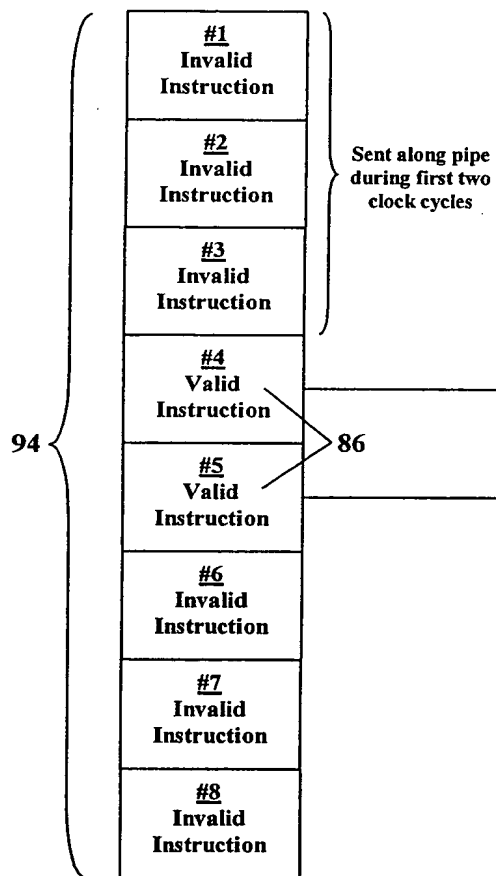 #1
Invalid
Instruction
#2
Invalid
Instruction
#3
Invalid
Instruction
Sent along pipe
during first two
clock cycles
#4
Valid
Instruction
94
86
#5
Valid
Instruction
#6
Invalid
Instruction
#7
Invalid
Instruction
#8
Invalid
Instruction